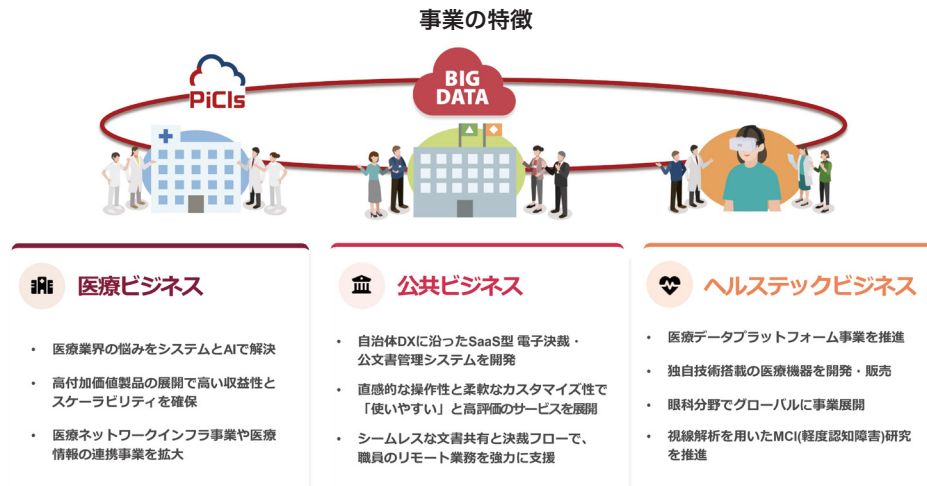 事業の特徴
PiCIs
BIG
DATA
医療ビジネス
・ 医療業界の悩みをシステムとAIで解決
・ 高付加価値製品の展開で高い収益性と
スケーラビリティを確保
・ 医療ネットワークインフラ事業や医療
情報の連携事業を拡大
公共ビジネス
・ 自治体DXに沿ったSaaS型 電子決裁・
公文書管理システムを開発
・ 直感的な操作性と柔軟なカスタマイズ性で
「使いやすい」と高評価のサービスを展開
・ シームレスな文書共有と決裁フローで、
職員のリモート業務を強力に支援
ヘルステックビジネス
・ 医療データプラットフォーム事業を推進
・ 独自技術搭載の医療機器を開発・販売
・ 眼科分野でグローバルに事業展開
・ 視線解析を用いたMCI(軽度認知障害)研究
を推進